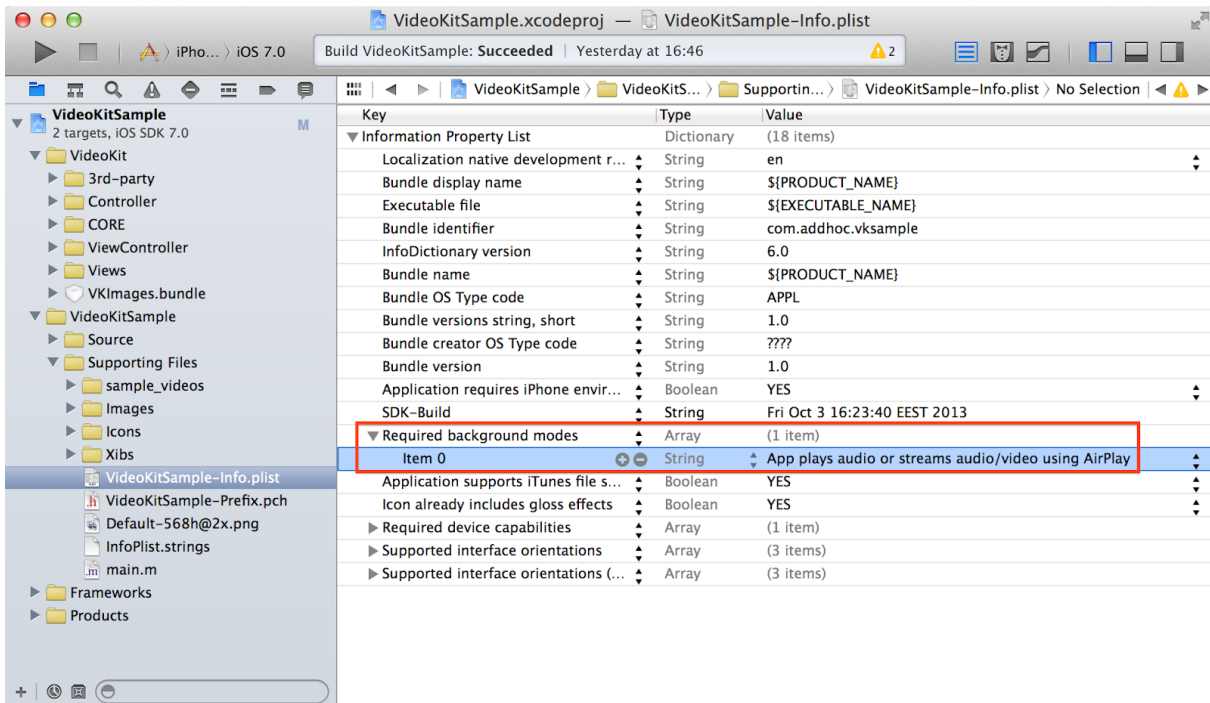 VideoKitSample.xcodeproj — VideoKitSample-Info.plist
iPho... › iOS 7.0
Build VideoKitSample: Succeeded | Yesterday at 16:46
2
VideoKitSample › VideoKitS... › Supportin... › VideoKitSample-Info.plist › No Selection
VideoKitSample
2 targets, iOS SDK 7.0
M
VideoKit
3rd-party
Controller
CORE
ViewController
Views
VKImages.bundle
VideoKitSample
Source
Supporting Files
sample_videos
Images
Icons
Xibs
VideoKitSample-Info.plist
h VideoKitSample-Prefix.pch
Default-568h@2x.png
InfoPlist.strings
.m main.m
Frameworks
Products
Key Type Value
Information Property List Dictionary (18 items)
Localization native development r... String en
Bundle display name String ${PRODUCT_NAME}
Executable file String ${EXECUTABLE_NAME}
Bundle identifier String com.addhoc.vksample
InfoDictionary version String 6.0
Bundle name String ${PRODUCT_NAME}
Bundle OS Type code String APPL
Bundle versions string, short String 1.0
Bundle creator OS Type code String ????
Bundle version String 1.0
Application requires iPhone envir... Boolean YES
SDK-Build String Fri Oct 3 16:23:40 EEST 2013
Required background modes Array (1 item)
Item 0 String App plays audio or streams audio/video using AirPlay
Application supports iTunes file s... Boolean YES
Icon already includes gloss effects Boolean YES
Required device capabilities Array (1 item)
Supported interface orientations Array (3 items)
Supported interface orientations (... Array (3 items)